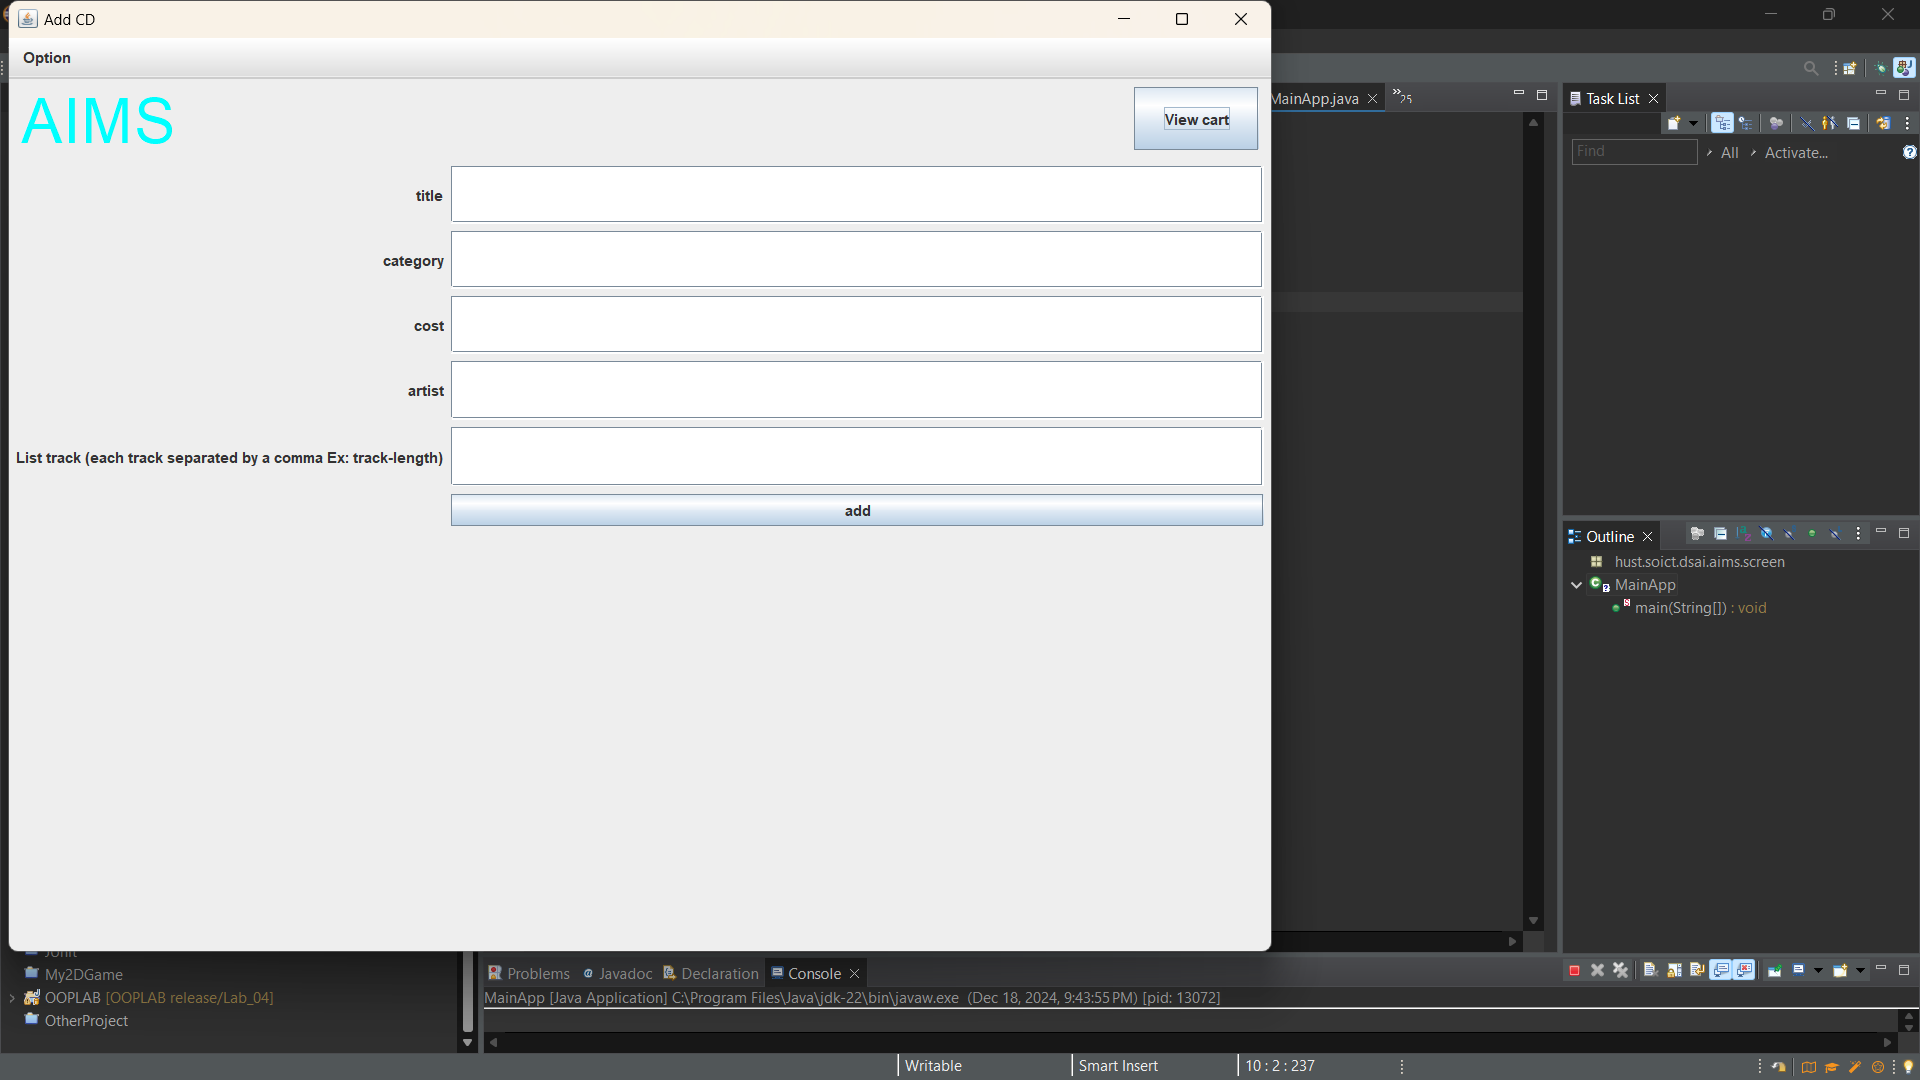 Add CD
Option
AIMS
View cart
title
category
cost
artist
List track (each track separated by a comma Ex: track-length)
add
MainApp.java
25
Task List
Find
All
Activate...
Outline
hust.soict.dsai.aims.screen
MainApp
main(String[]) : void
My2DGame
OOPLAB [OOPLAB release/Lab_04]
OtherProject
Problems
Javadoc
Declaration
Console
MainApp [Java Application] C:\Program Files\Java\jdk-22\bin\javaw.exe (Dec 18, 2024, 9:43:55 PM) [pid: 13072]
Writable
Smart Insert
10 : 2 : 237